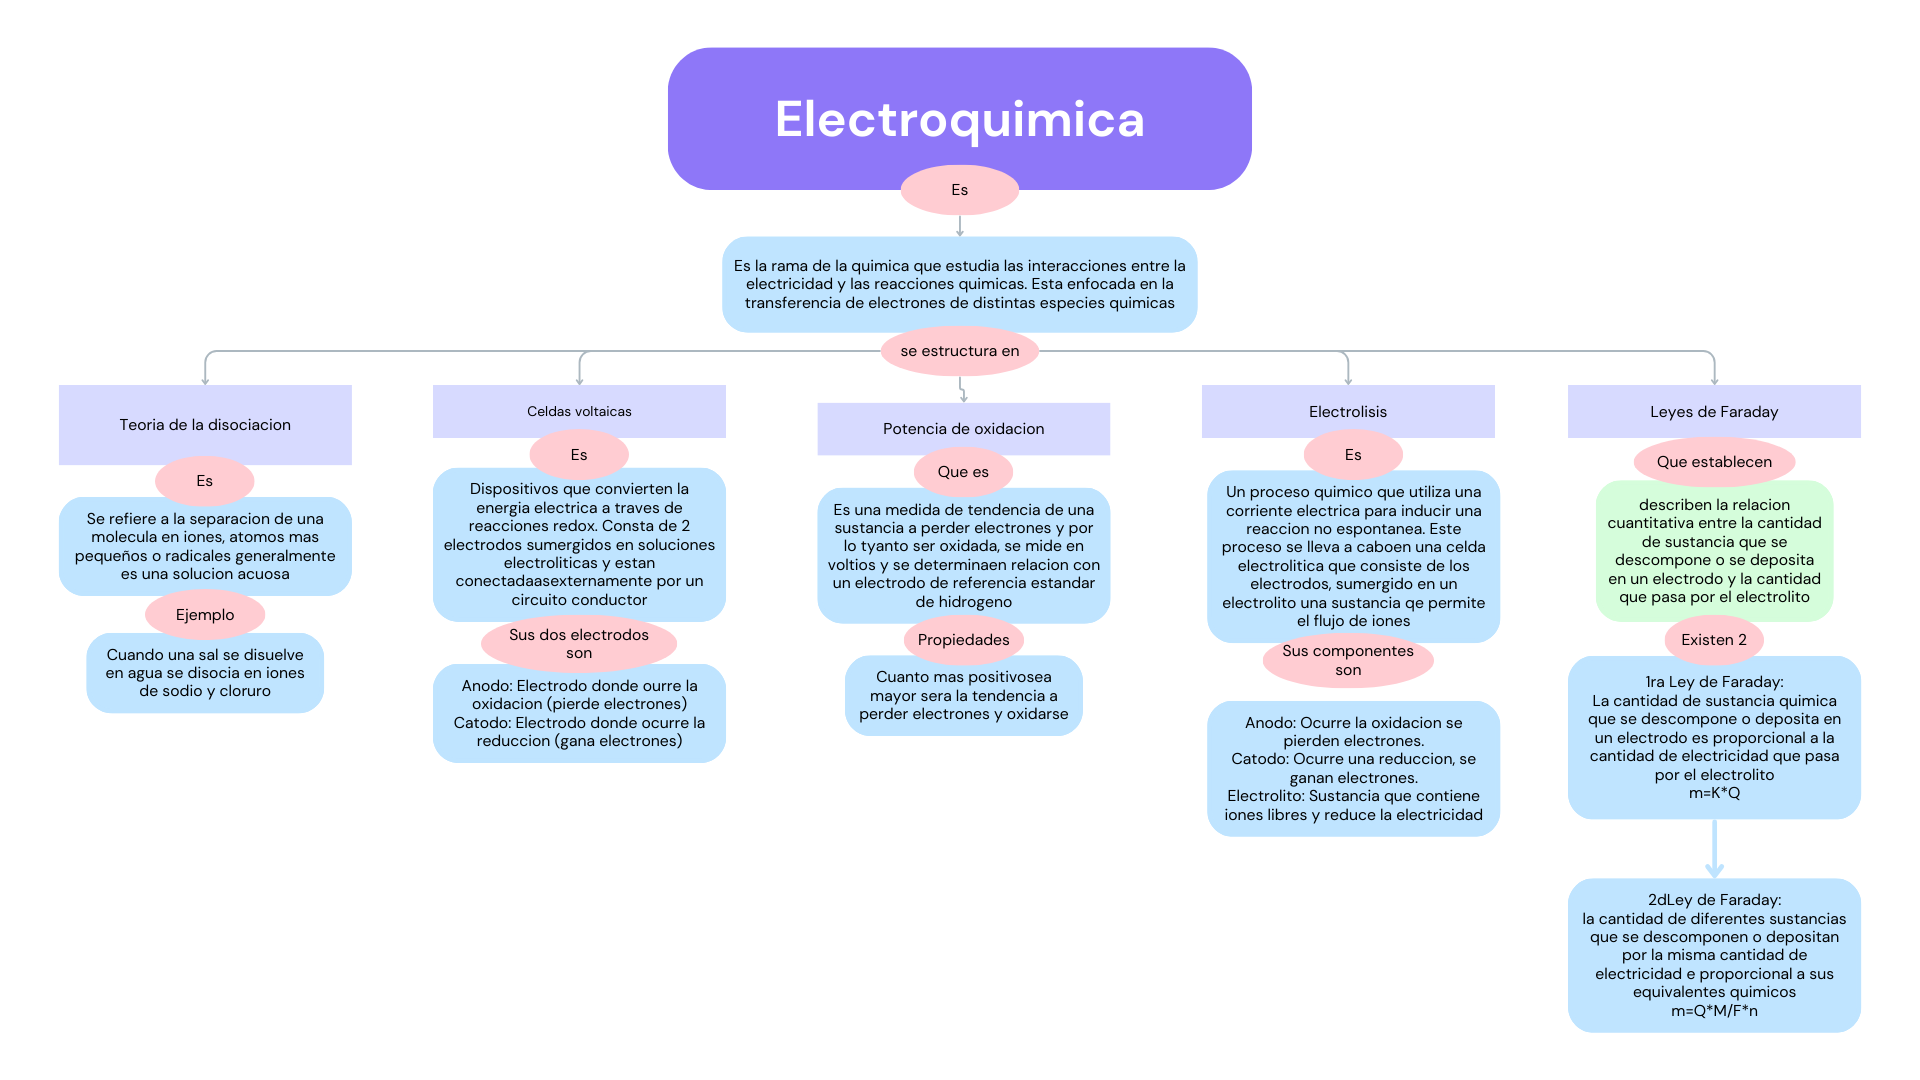 Electroquimica
Es
Es la rama de la quimica que estudia las interacciones entre la
electricidad y las reacciones quimicas. Esta enfocada en la
transferencia de electrones de distintas especies quimicas
se estructura en
Teoria de la disociacion
Es
Se refiere a la separacion de una
molecula en iones, atomos mas
pequeños o radicales generalmente
es una solucion acuosa
Ejemplo
Cuando una sal se disuelve
en agua se disocia en iones
de sodio y cloruro
Celdas voltaicas
Es
Dispositivos que convierten la
energia electrica a traves de
reacciones redox. Consta de 2
electrodos sumergidos en soluciones
electroliticas y estan
conectadaasexternamente por un
circuito conductor
Sus dos electrodos
son
Anodo: Electrodo donde ourre la
oxidacion (pierde electrones)
Catodo: Electrodo donde ocurre la
reduccion (gana electrones)
Potencia de oxidacion
Que es
Es una medida de tendencia de una
sustancia a perder electrones y por
lo tyanto ser oxidada, se mide en
voltios y se determinaen relacion con
un electrodo de referencia estandar
de hidrogeno
Propiedades
Cuanto mas positivosea
mayor sera la tendencia a
perder electrones y oxidarse
Electrolisis
Es
Un proceso quimico que utiliza una
corriente electrica para inducir una
reaccion no espontanea. Este
proceso se lleva a caboen una celda
electrolitica que consiste de los
electrodos, sumergido en un
electrolito una sustancia qe permite
el flujo de iones
Sus componentes
son
Anodo: Ocurre la oxidacion se
pierden electrones.
Catodo: Ocurre una reduccion, se
ganan electrones.
Electrolito: Sustancia que contiene
iones libres y reduce la electricidad
Leyes de Faraday
Que establecen
describen la relacion
cuantitativa entre la cantidad
de sustancia que se
descompone o se deposita
en un electrodo y la cantidad
que pasa por el electrolito
Existen 2
1ra Ley de Faraday:
La cantidad de sustancia quimica
que se descompone o deposita en
un electrodo es proporcional a la
cantidad de electricidad que pasa
por el electrolito
m=K*Q
2dLey de Faraday:
la cantidad de diferentes sustancias
que se descomponen o depositan
por la misma cantidad de
electricidad e proporcional a sus
equivalentes quimicos
m=Q*M/F*n